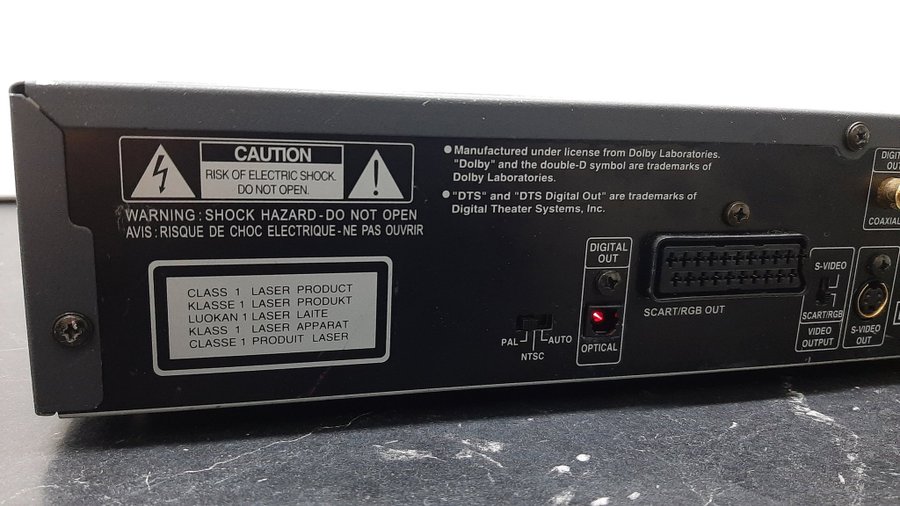 CAUTION
RISK OF ELECTRIC SHOCK.
DO NOT OPEN.
WARNING : SHOCK HAZARD - DO NOT OPEN
AVIS : RISQUE DE CHOC ELECTRIQUE - NE PAS OUVRIR
CLASS 1 LASER PRODUCT
KLASSE 1 LASER PRODUKT
LUOKAN 1 LASER LAITE
KLASS 1 LASER APPARAT
CLASSE 1 PRODUIT LASER
● Manufactured under license from Dolby Laboratories.
"Dolby" and the double-D symbol are trademarks of
Dolby Laboratories.
● "DTS" and "DTS Digital Out" are trademarks of
Digital Theater Systems, Inc.
PAL
NTSC
AUTO
DIGITAL
OUT
OPTICAL
SCART/RGB OUT
S-VIDEO
SCART/RGB
VIDEO
OUTPUT
S-VIDEO
OUT
OUT
COAXIAL